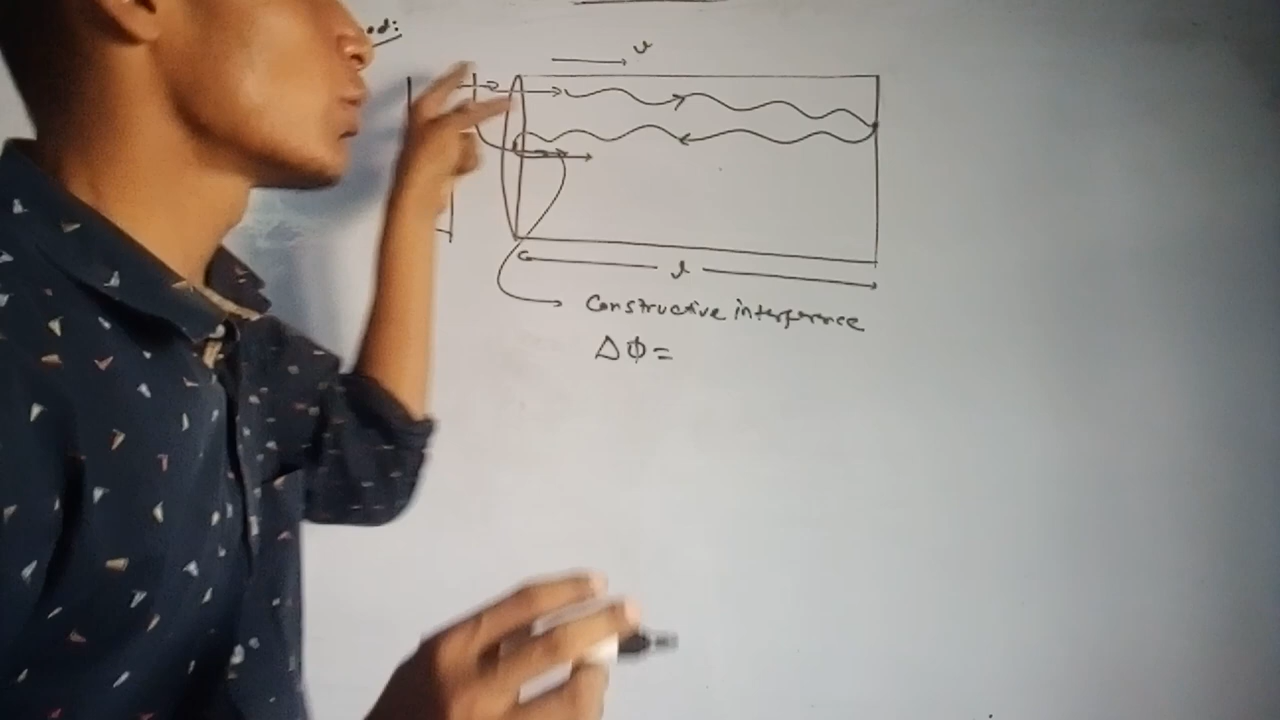 v
l
Constructive interference
Δφ=